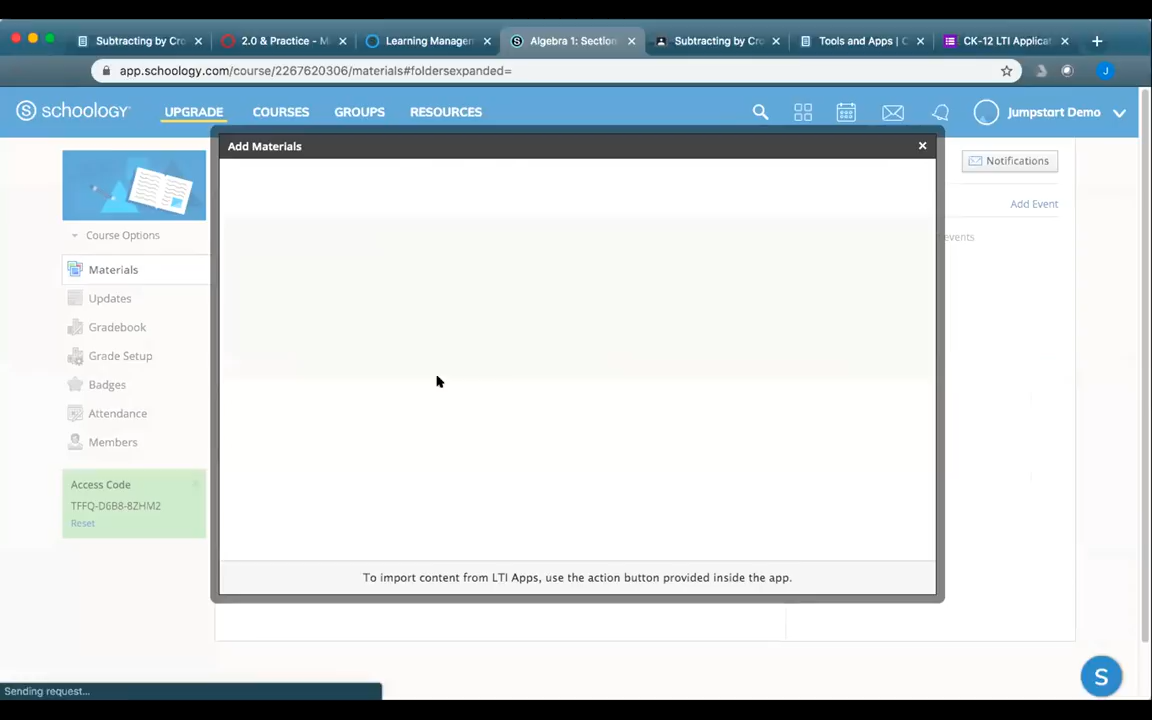 Subtracting by Cro
2.0 & Practice - M
Learning Managem
Algebra 1: Section
Subtracting by Cro
Tools and Apps | C
CK-12 LTI Applicat
app.schoology.com/course/2267620306/materials#foldersexpanded=
J
S schoology
UPGRADE
COURSES
GROUPS
RESOURCES
Jumpstart Demo
Add Materials
Notifications
Add Event
events
Course Options
Materials
Updates
Gradebook
Grade Setup
Badges
Attendance
Members
Access Code
TFFQ-D6B8-8ZHM2
Reset
To import content from LTI Apps, use the action button provided inside the app.
S
Sending request...